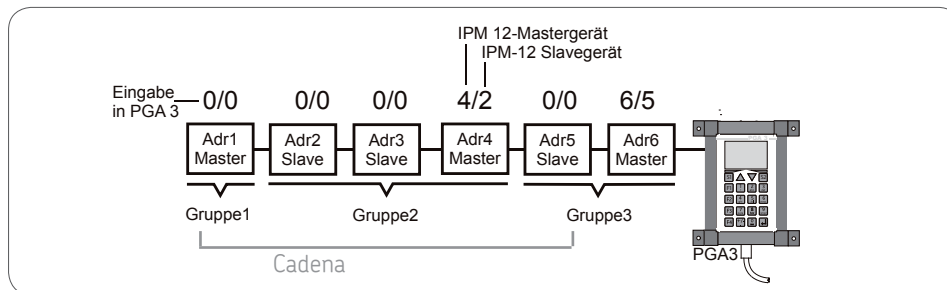 IPM 12-Mastergerät
IPM-12 Slavegerät
Eingabe
in PGA 3
0/0 0/0 0/0 4/2 0/0 6/5
Adr1 Adr2 Adr3 Adr4 Adr5 Adr6
Master Slave Slave Master Slave Master
Gruppe1 Gruppe2 Gruppe3
Cadena
PGA3